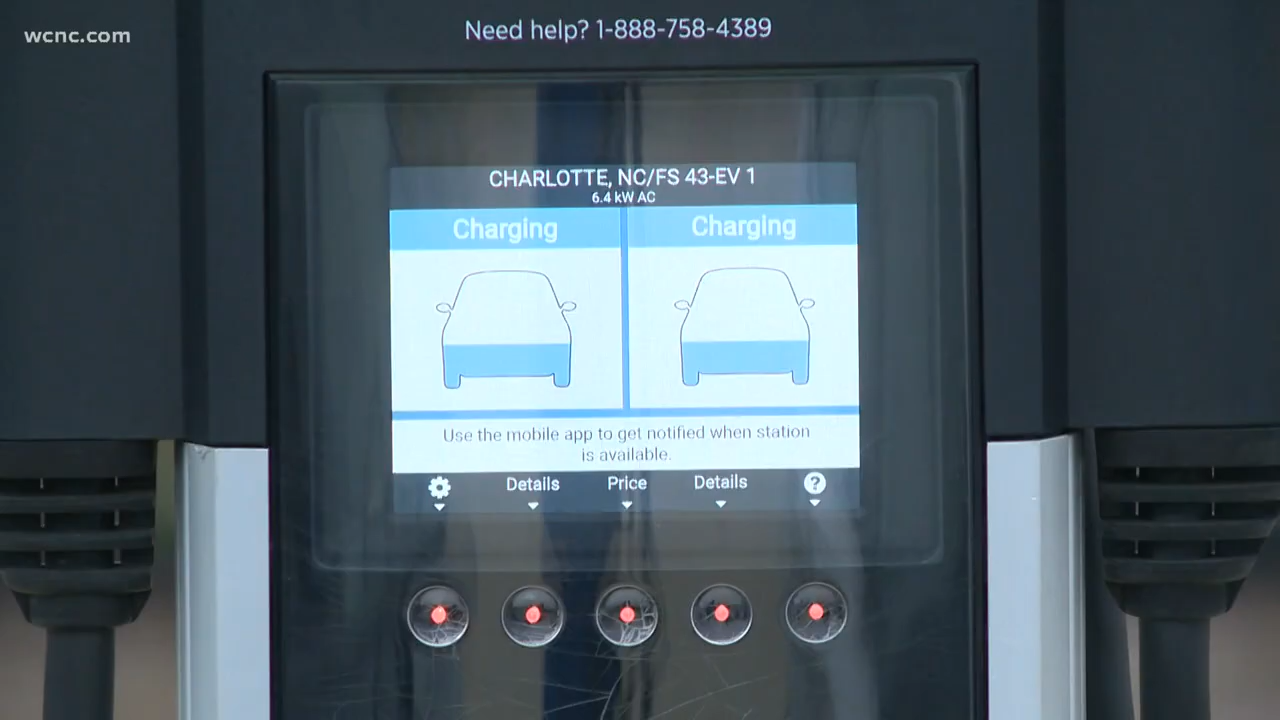 wcnc.com
Need help? 1-888-758-4389
CHARLOTTE, NC/FS 43-EV 1
6.4 kW AC
Charging
Charging
Use the mobile app to get notified when station
is available.
Details
Price
Details
?